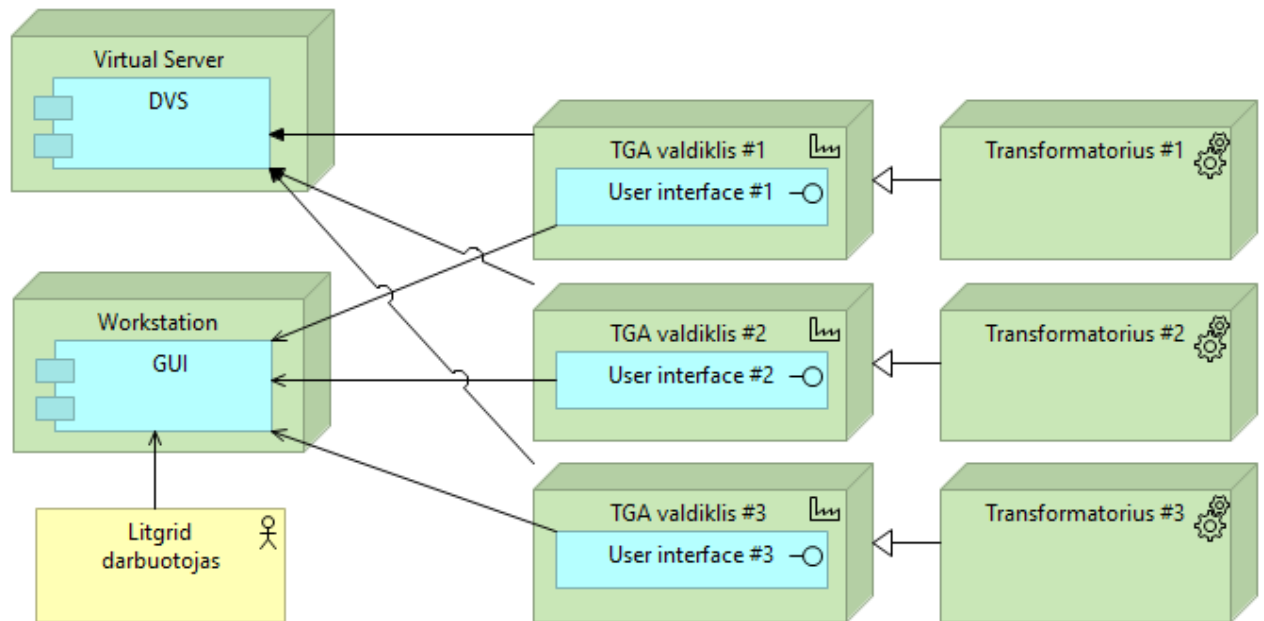 Virtual Server
DVS
TGA valdiklis #1
User interface #1
Transformatorius #1
Workstation
GUI
TGA valdiklis #2
User interface #2
Transformatorius #2
Litgrid
darbuotojas
TGA valdiklis #3
User interface #3
Transformatorius #3